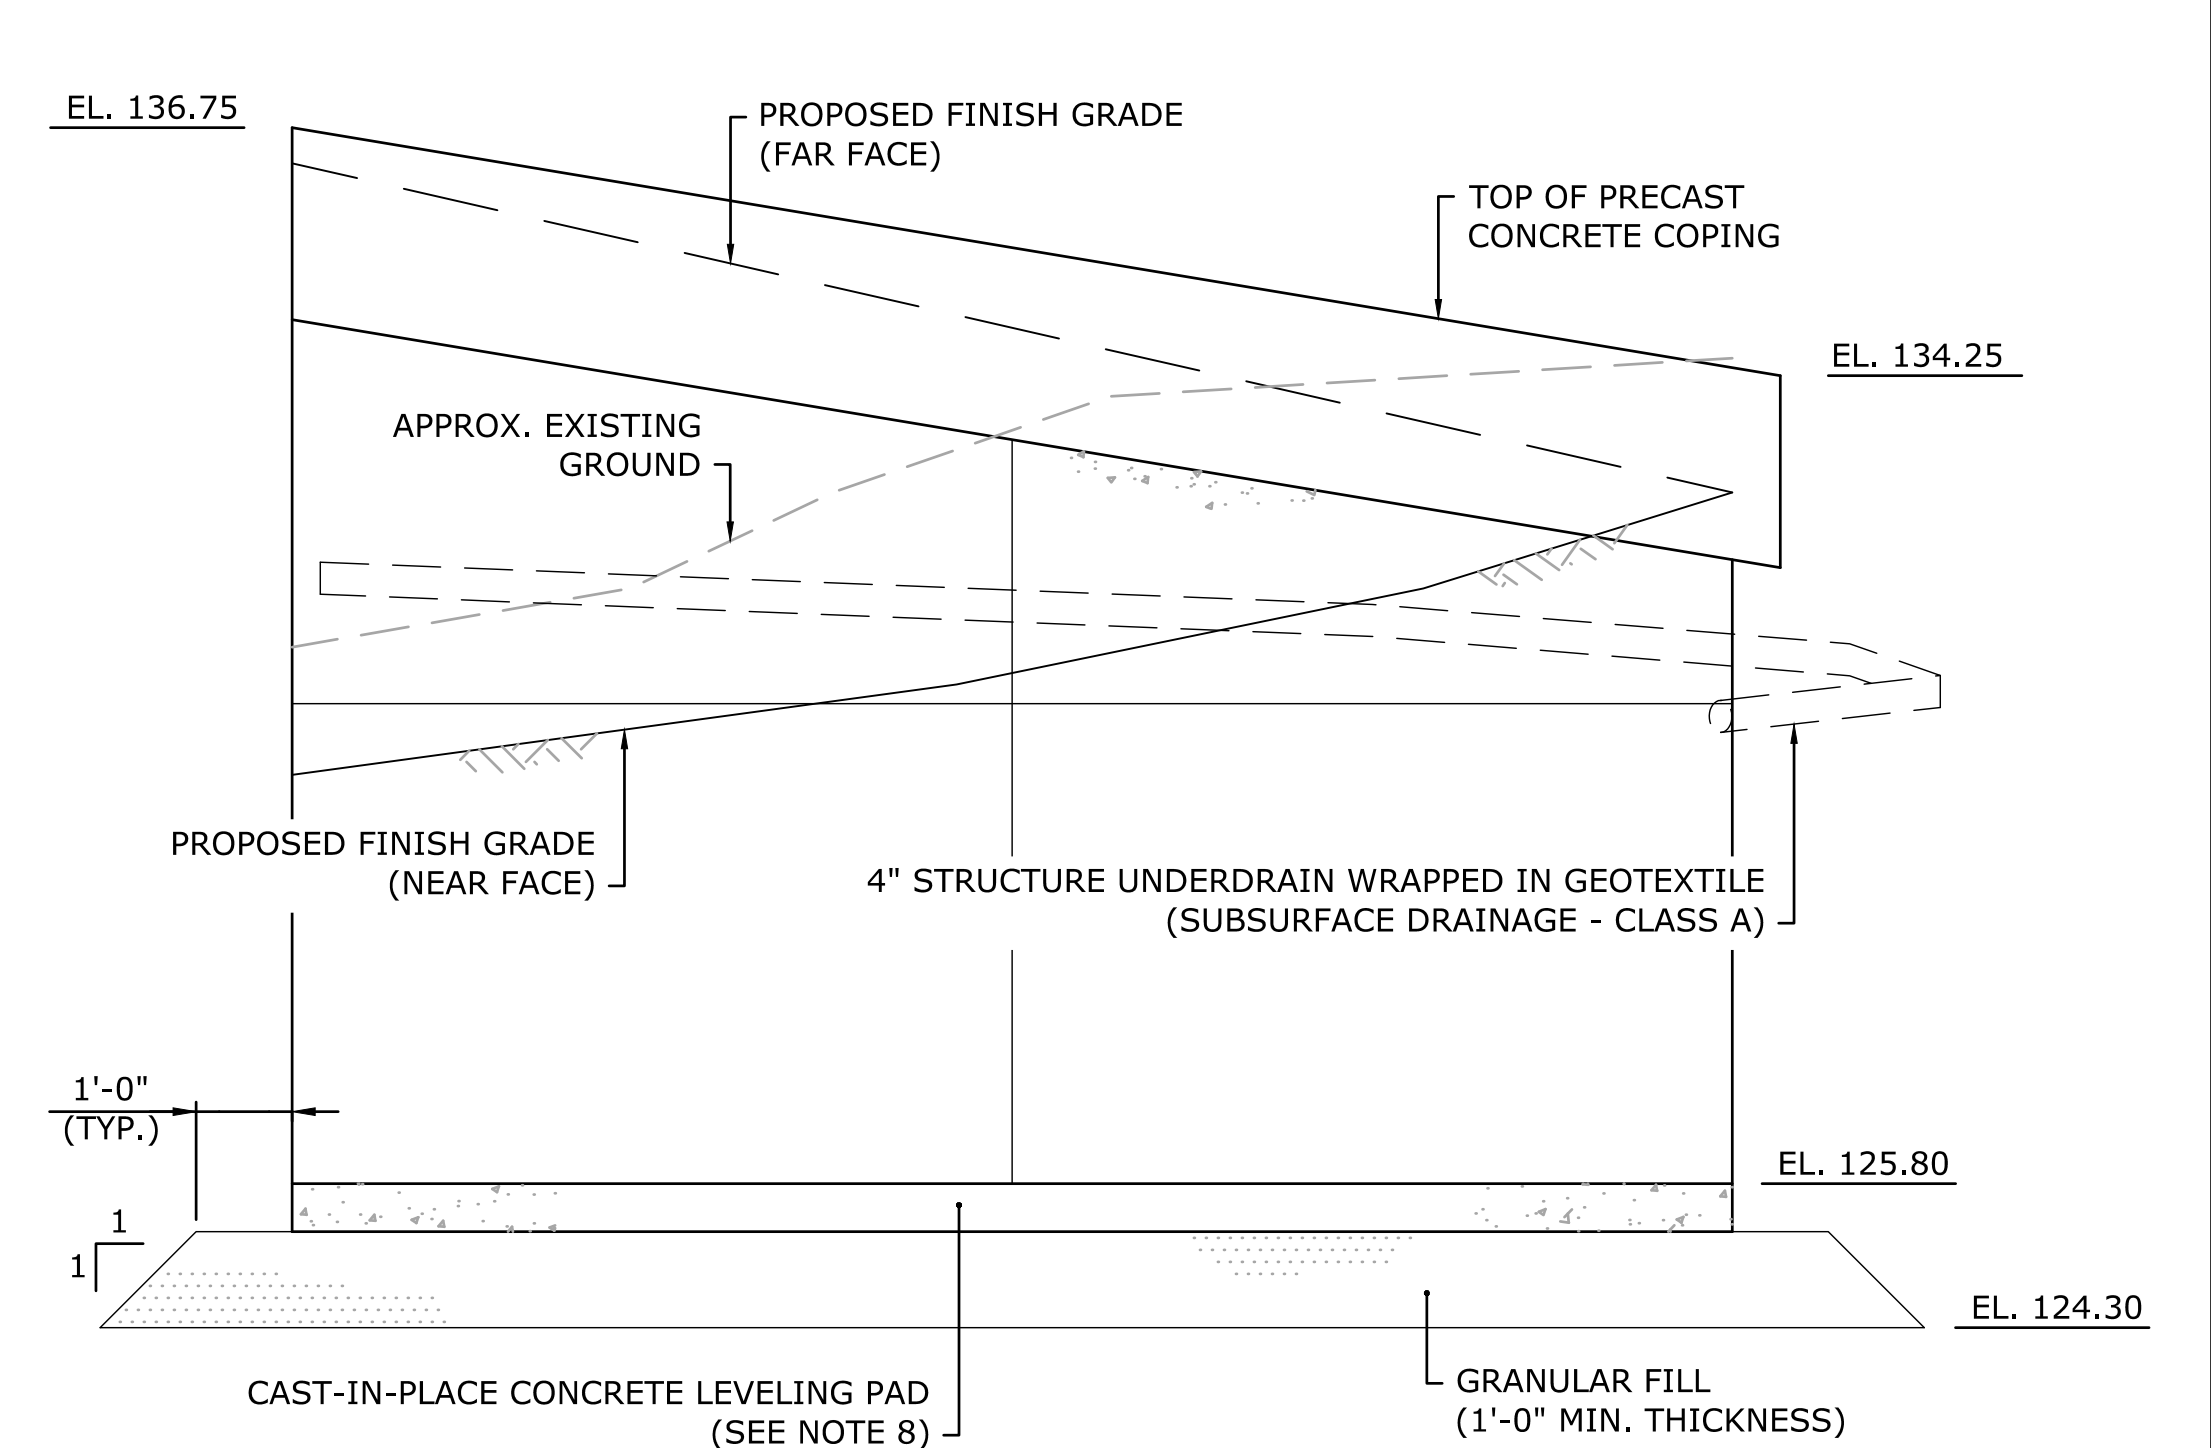 EL. 136.75
PROPOSED FINISH GRADE
(FAR FACE)
TOP OF PRECAST
CONCRETE COPING
EL. 134.25
APPROX. EXISTING
GROUND
PROPOSED FINISH GRADE
(NEAR FACE)
4" STRUCTURE UNDERDRAIN WRAPPED IN GEOTEXTILE
(SUBSURFACE DRAINAGE - CLASS A)
1'-0"
(TYP.)
EL. 125.80
1
1
EL. 124.30
CAST-IN-PLACE CONCRETE LEVELING PAD
(SEE NOTE 8)
GRANULAR FILL
(1'-0" MIN. THICKNESS)